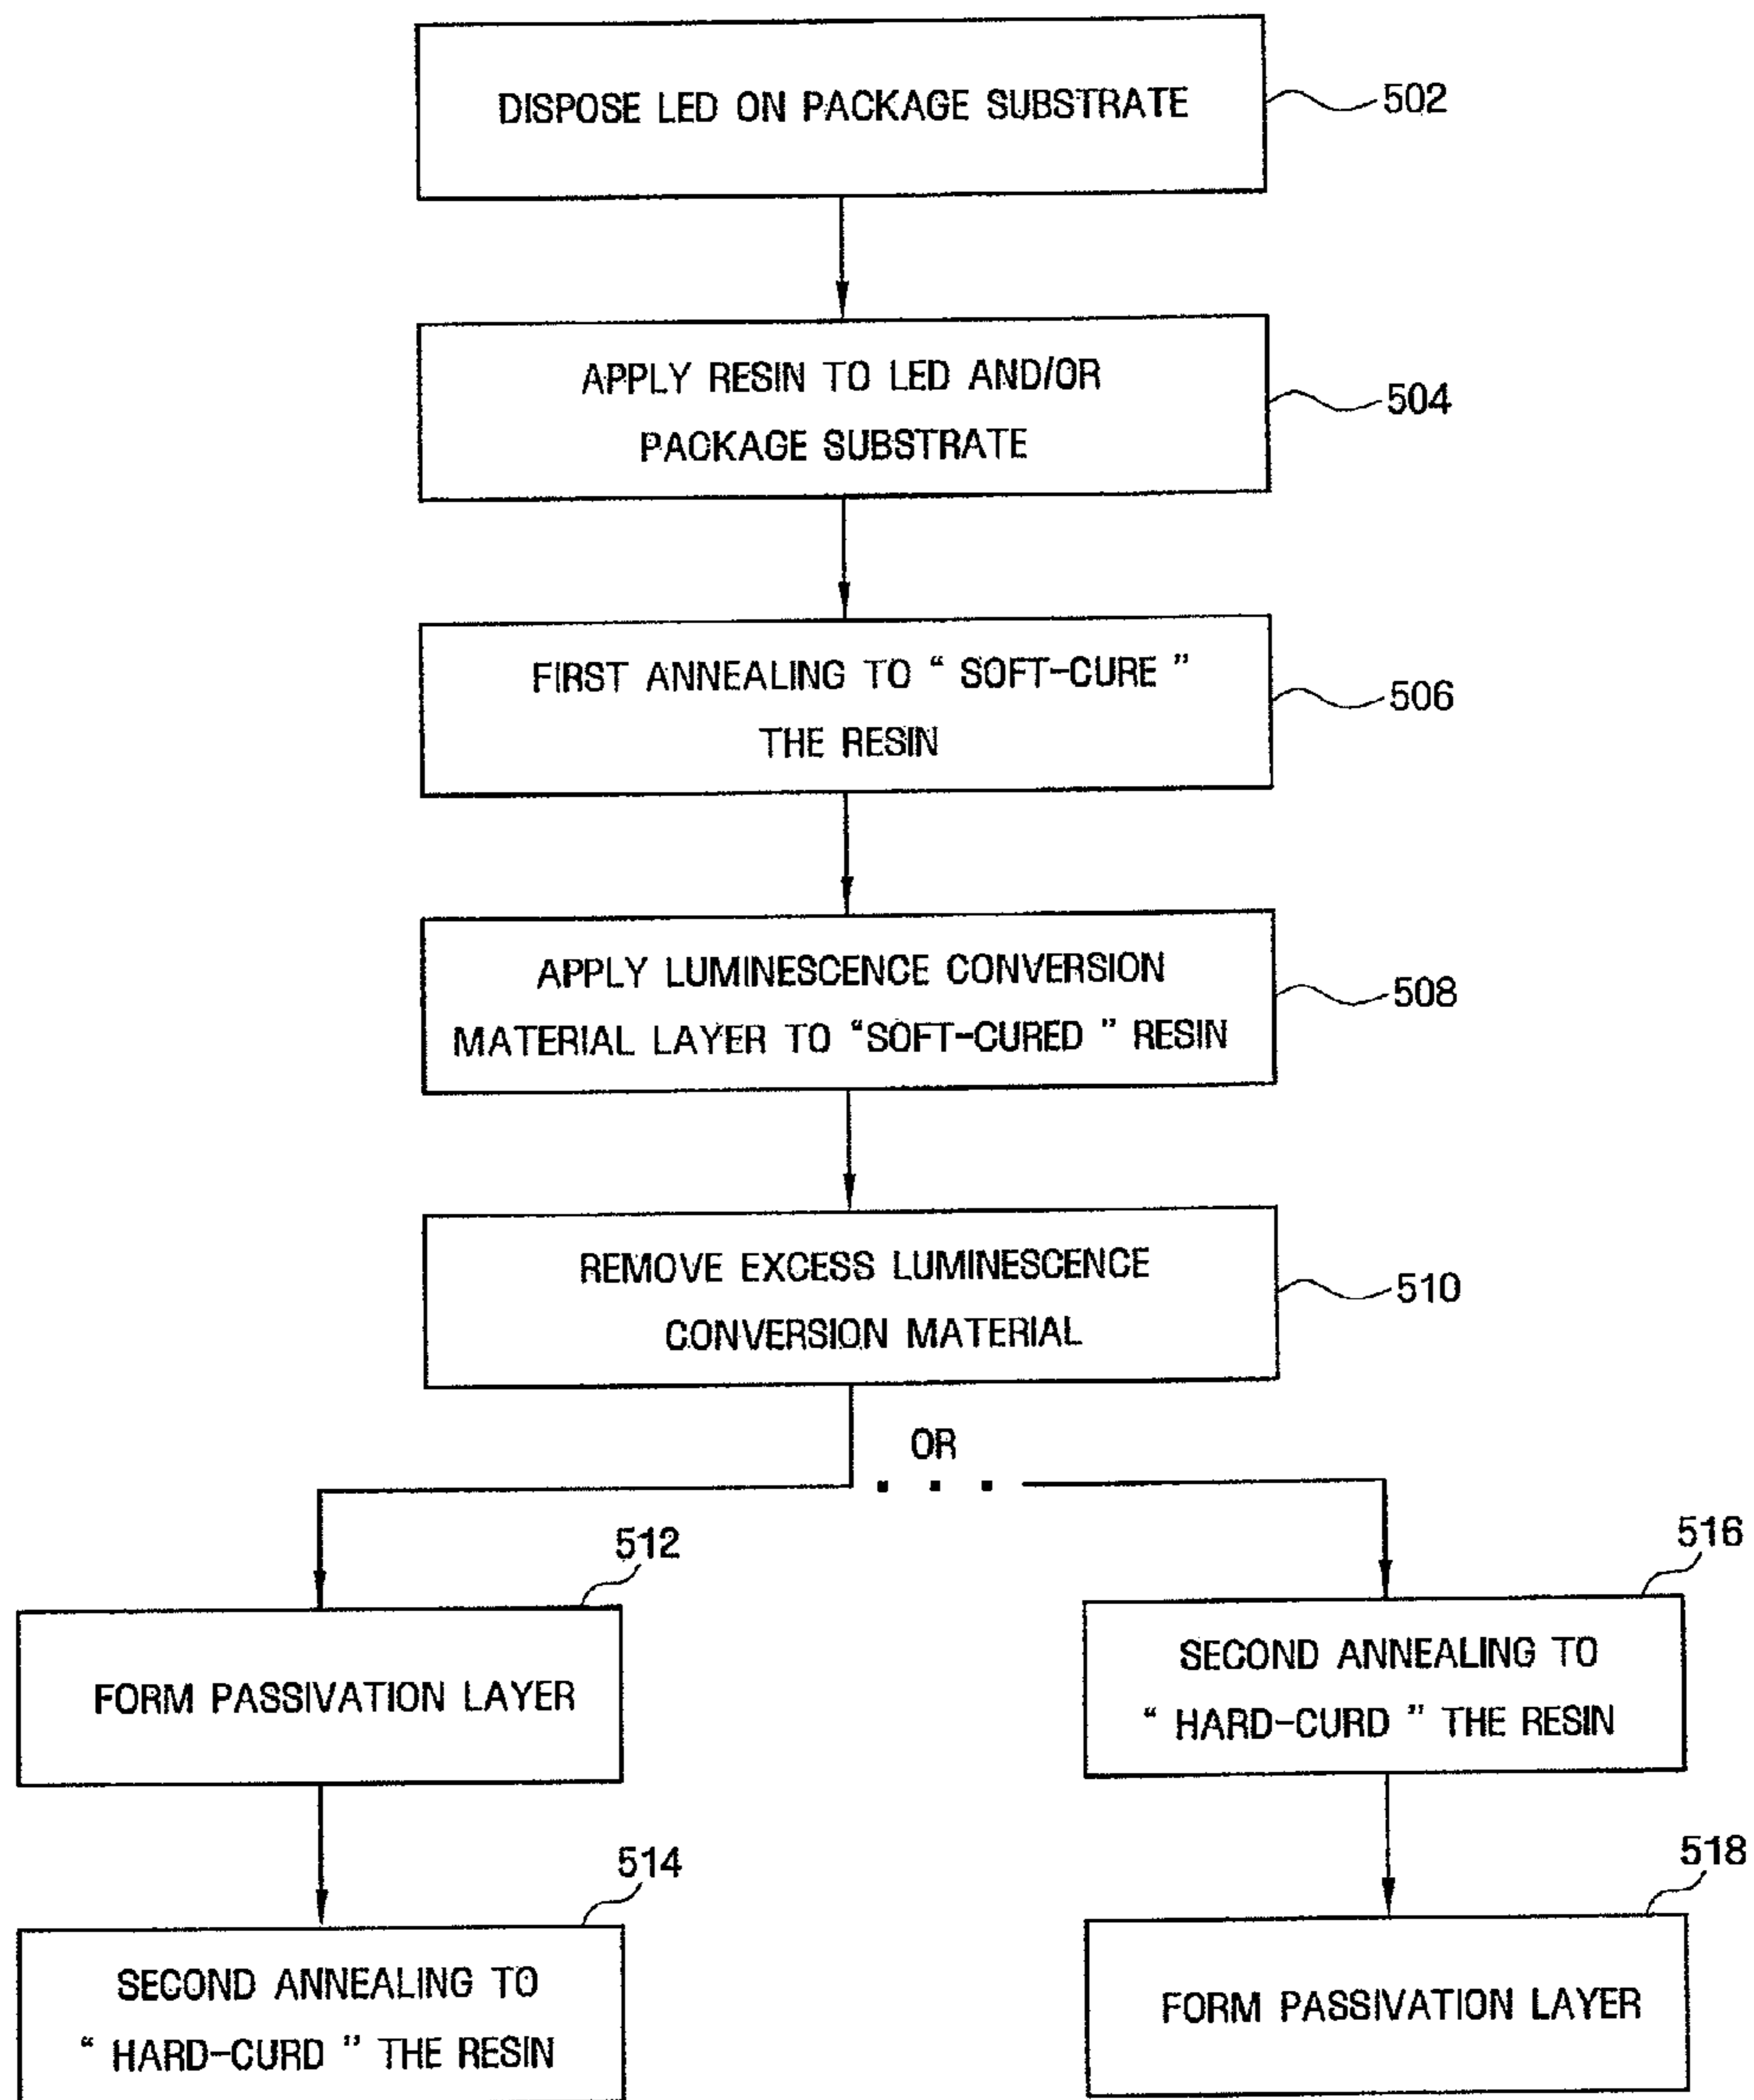 DISPOSE LED ON PACKAGE SUBSTRATE
502
APPLY RESIN TO LED AND/OR
PACKAGE SUBSTRATE
504
FIRST ANNEALING TO “ SOFT-CURE ”
THE RESIN
506
APPLY LUMINESCENCE CONVERSION
MATERIAL LAYER TO “SOFT-CURED ” RESIN
508
REMOVE EXCESS LUMINESCENCE
CONVERSION MATERIAL
510
OR
. . .
512
FORM PASSIVATION LAYER
514
SECOND ANNEALING TO
“ HARD-CURD ” THE RESIN
516
SECOND ANNEALING TO
“ HARD-CURD ” THE RESIN
518
FORM PASSIVATION LAYER